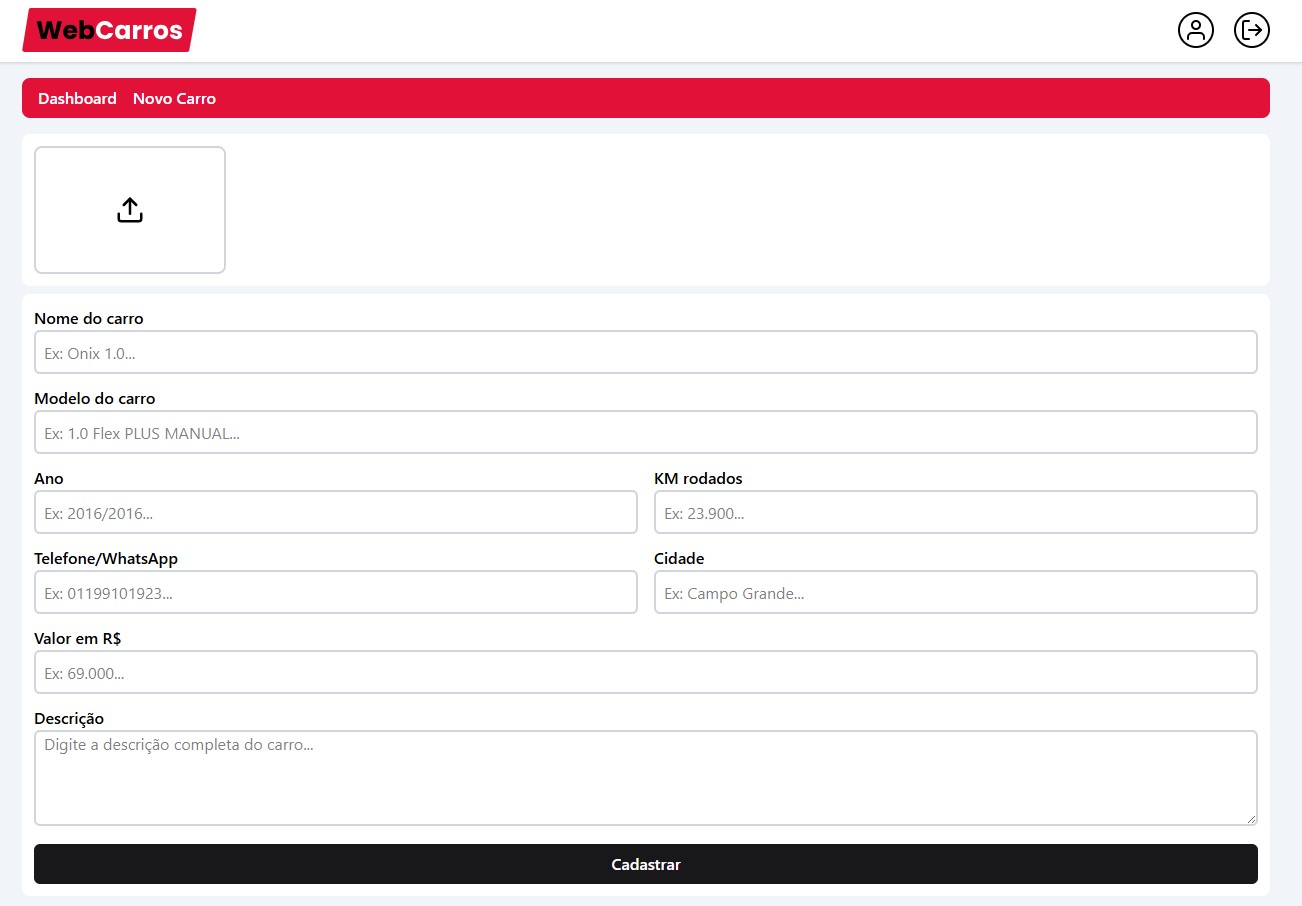 WebCarros
Dashboard Novo Carro
Nome do carro
Ex: Onix 1.0...
Modelo do carro
Ex: 1.0 Flex PLUS MANUAL...
Ano KM rodados
Ex: 2016/2016... Ex: 23.900...
Telefone/WhatsApp Cidade
Ex: 01199101923... Ex: Campo Grande...
Valor em R$
Ex: 69.000...
Descrição
Digite a descrição completa do carro...
Cadastrar